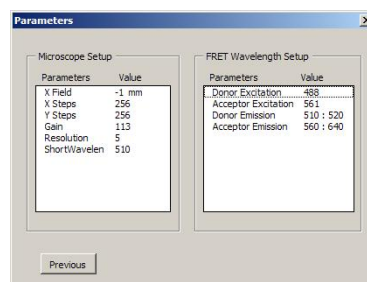 Parameters
Microscope Setup
Parameters Value
X Field -1 mm
X Steps 256
Y Steps 256
Gain 113
Resolution 5
ShortWavelen 510
FRET Wavelength Setup
Parameters Value
Donor Excitation 488
Acceptor Excitation 561
Donor Emission 510 : 520
Acceptor Emission 560 : 640
Previous